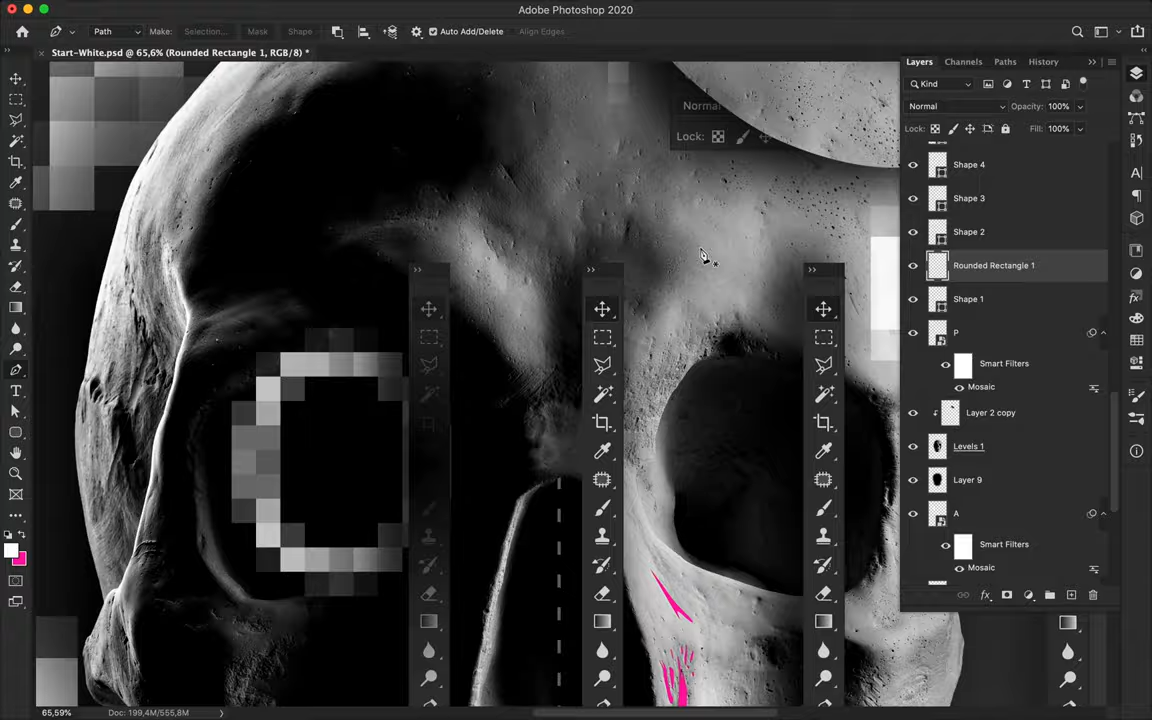 Adobe Photoshop 2020
Path Make: Selection... Mask Shape Auto Add/Delete Align Edges
Start-White.psd @ 65,6% (Rounded Rectangle 1, RGB/8) *
Layers Channels Paths History
Kind
Normal Opacity: 100%
Lock: Fill: 100%
Normal
Lock:
Shape 4
Shape 3
Shape 2
Rounded Rectangle 1
Shape 1
P
Smart Filters
Mosaic
Layer 2 copy
Levels 1
Layer 9
A
Smart Filters
Mosaic
fx
65,59% Doc: 199,4M/555,8M